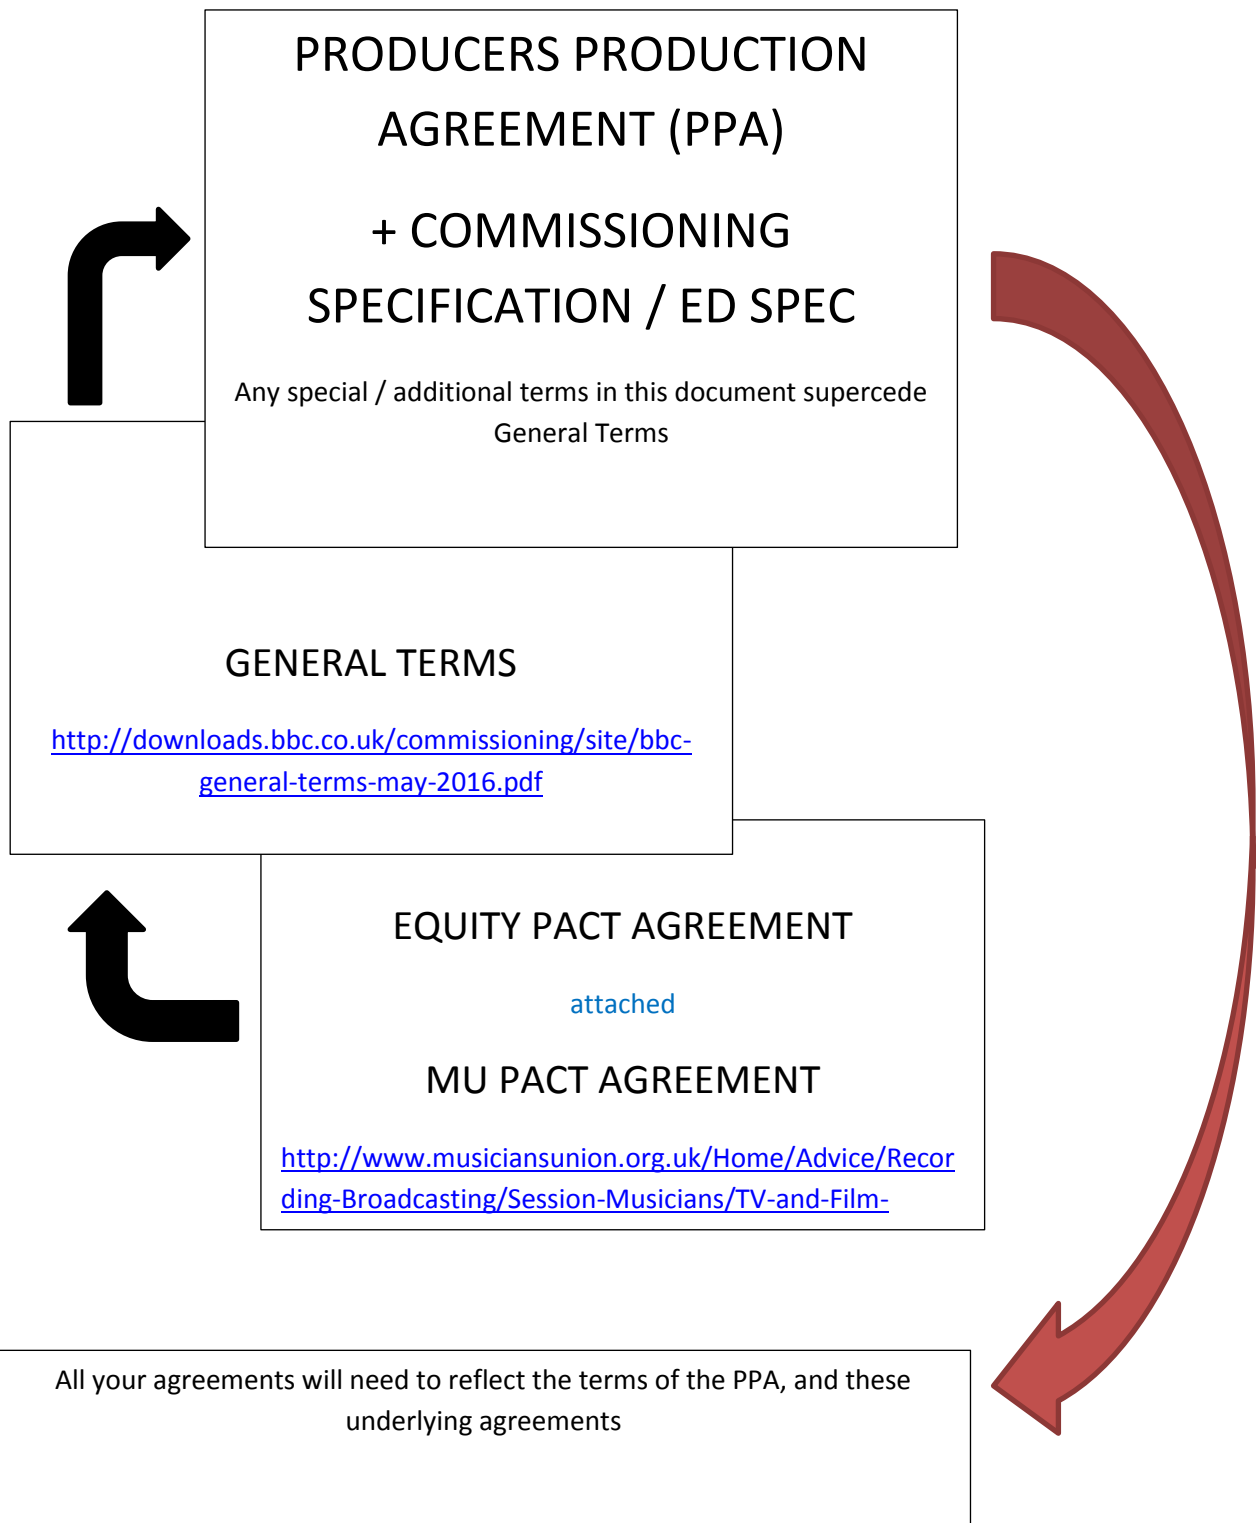 PRODUCERS PRODUCTION
AGREEMENT (PPA)
+ COMMISSIONING
SPECIFICATION / ED SPEC
Any special / additional terms in this document supercede
General Terms
GENERAL TERMS
http://downloads.bbc.co.uk/commissioning/site/bbc-
general-terms-may-2016.pdf
EQUITY PACT AGREEMENT
attached
MU PACT AGREEMENT
http://www.musiciansunion.org.uk/Home/Advice/Recor
ding-Broadcasting/Session-Musicians/TV-and-Film-
All your agreements will need to reflect the terms of the PPA, and these
underlying agreements